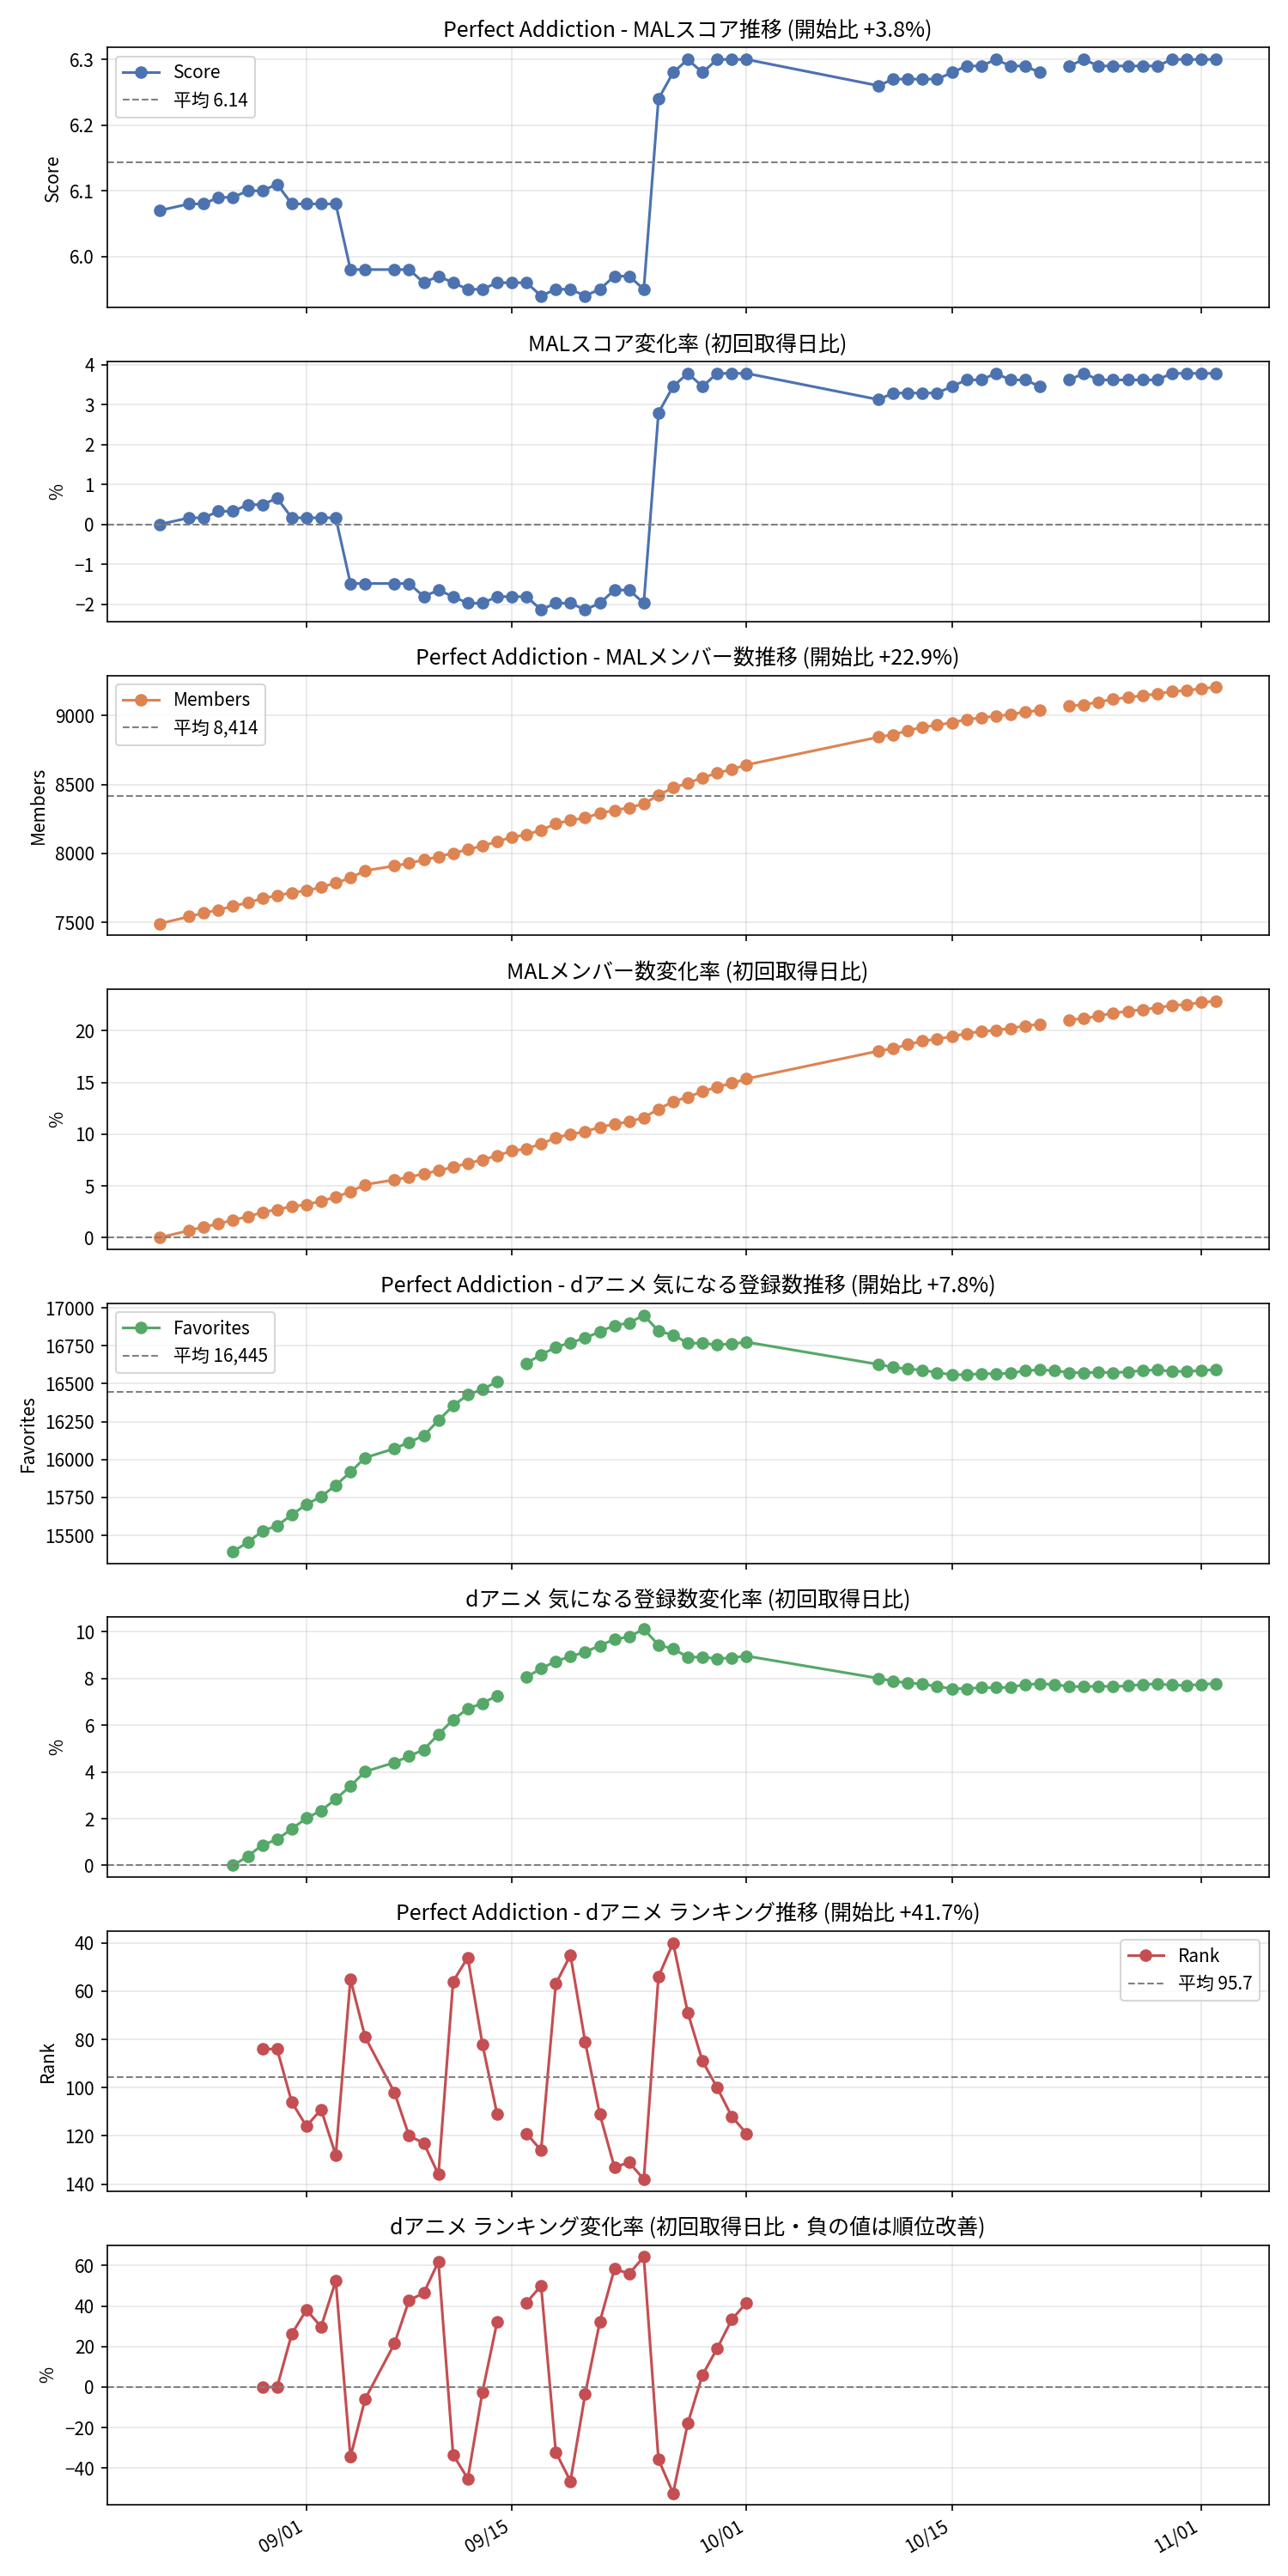 Perfect Addiction - MALスコア推移 (開始比 +3.8%)
Score
平均 6.14
Score
6.3
6.2
6.1
6.0
MALスコア変化率 (初回取得日比)
%
4
3
2
1
0
−1
−2
Perfect Addiction - MALメンバー数推移 (開始比 +22.9%)
Members
平均 8,414
Members
9000
8500
8000
7500
MALメンバー数変化率 (初回取得日比)
%
20
15
10
5
0
Perfect Addiction - dアニメ 気になる登録数推移 (開始比 +7.8%)
Favorites
平均 16,445
Favorites
17000
16750
16500
16250
16000
15750
15500
dアニメ 気になる登録数変化率 (初回取得日比)
%
10
8
6
4
2
0
Perfect Addiction - dアニメ ランキング推移 (開始比 +41.7%)
Rank
平均 95.7
Rank
40
60
80
100
120
140
dアニメ ランキング変化率 (初回取得日比・負の値は順位改善)
%
60
40
20
0
−20
−40
09/01
09/15
10/01
10/15
11/01